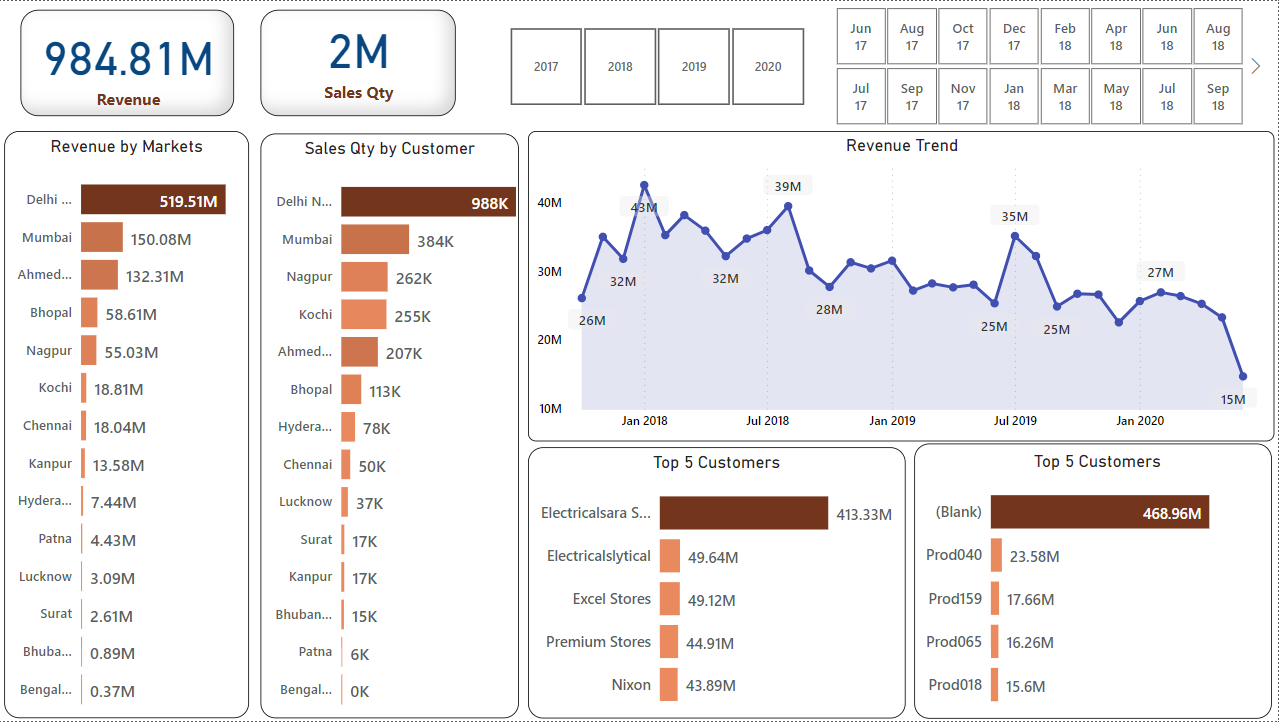 984.81M
Revenue
2M
Sales Qty
2017
2018
2019
2020
Jun
17
Aug
17
Oct
17
Dec
17
Feb
18
Apr
18
Jun
18
Aug
18
Jul
17
Sep
17
Nov
17
Jan
18
Mar
18
May
18
Jul
18
Sep
18
Revenue by Markets
Delhi ... 519.51M
Mumbai 150.08M
Ahmed... 132.31M
Bhopal 58.61M
Nagpur 55.03M
Kochi 18.81M
Chennai 18.04M
Kanpur 13.58M
Hydera... 7.44M
Patna 4.43M
Lucknow 3.09M
Surat 2.61M
Bhuba... 0.89M
Bengal... 0.37M
Sales Qty by Customer
Delhi N... 988K
Mumbai 384K
Nagpur 262K
Kochi 255K
Ahmed... 207K
Bhopal 113K
Hydera... 78K
Chennai 50K
Lucknow 37K
Surat 17K
Kanpur 17K
Bhuban... 15K
Patna 6K
Bengal... 0K
Revenue Trend
40M
30M
20M
10M
26M
32M
43M
32M
39M
28M
25M
35M
25M
27M
15M
Jan 2018
Jul 2018
Jan 2019
Jul 2019
Jan 2020
Top 5 Customers
Electricalsara S... 413.33M
Electricalslytical 49.64M
Excel Stores 49.12M
Premium Stores 44.91M
Nixon 43.89M
Top 5 Customers
(Blank) 468.96M
Prod040 23.58M
Prod159 17.66M
Prod065 16.26M
Prod018 15.6M